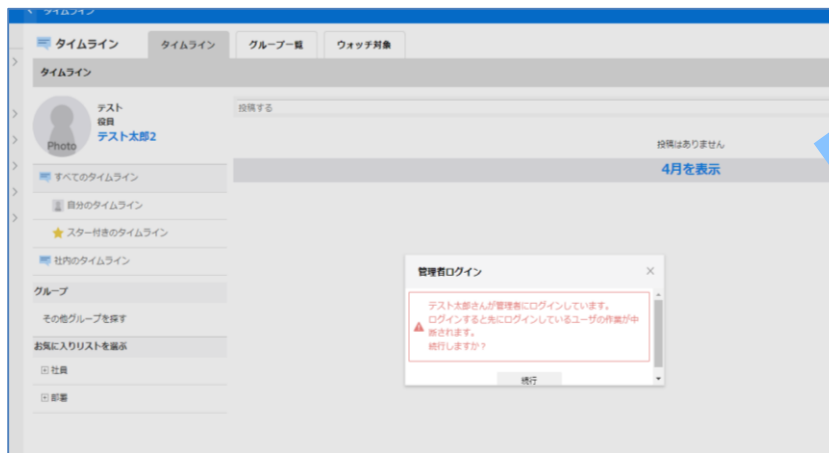 タイムライン
タイムライン
タイムライン
グループ一覧
ウォッチ対象
タイムライン
テスト
役員
テスト太郎2
Photo
投稿する
投稿はありません
4月を表示
すべてのタイムライン
自分のタイムライン
スター付きのタイムライン
社内のタイムライン
グループ
その他グループを探す
お気に入りリストを選ぶ
社員
部署
管理者ログイン
テスト太郎さんが管理者にログインしています。
ログインすると先にログインしているユーザの作業が中
断されます。
続行しますか？
続行